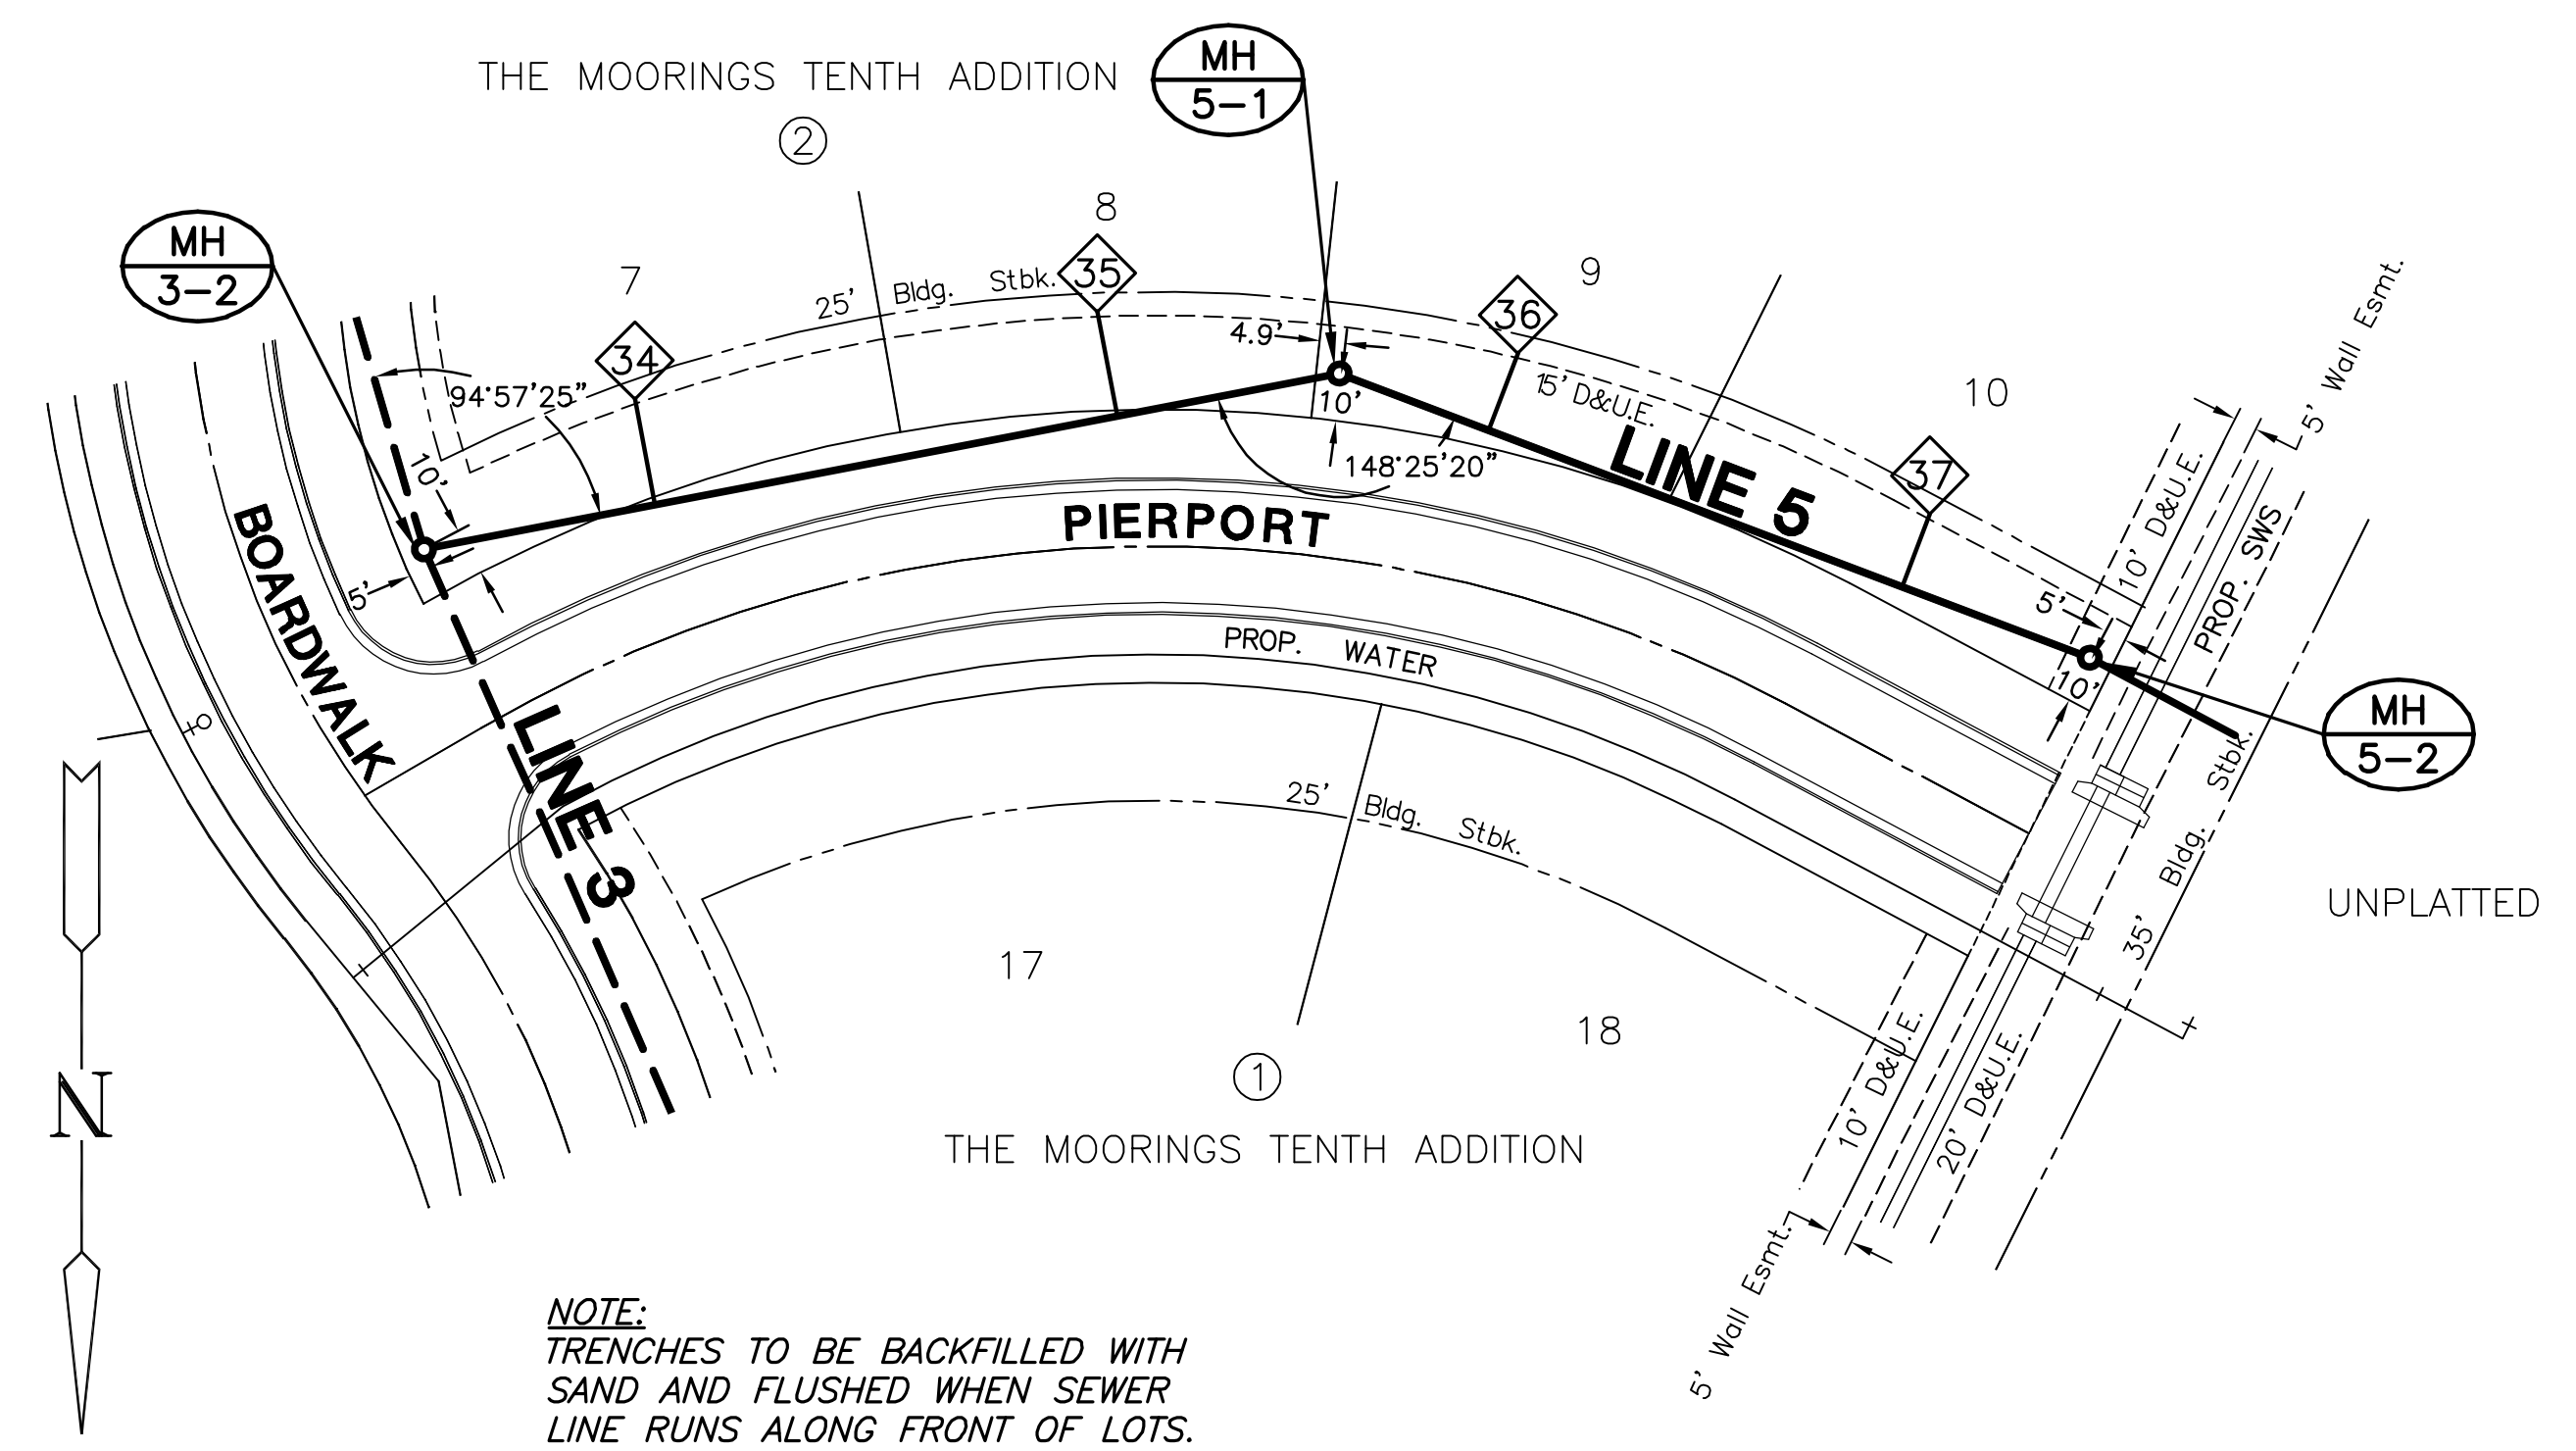 THE MOORINGS TENTH ADDITION
MH
5-1
2
8
MH
3-2
7
25' Bldg. Stbk.
35
9
36
4.9'
34
94°57'25"
10'
15' D&U.E.
10
5' Wall Esmt.
148°25'20"
LINE 5
37
10'
10' D&U.E.
PROP. SWS
BOARDWALK
PIERPORT
5'
5'
PROP. WATER
10'
MH
5-2
LINE 3
25' Bldg. Stbk.
35' Bldg. Stbk.
UNPLATTED
17
18
1
10' D&U.E.
20' D&U.E.
N
THE MOORINGS TENTH ADDITION
5' Wall Esmt.
NOTE:
TRENCHES TO BE BACKFILLED WITH
SAND AND FLUSHED WHEN SEWER
LINE RUNS ALONG FRONT OF LOTS.